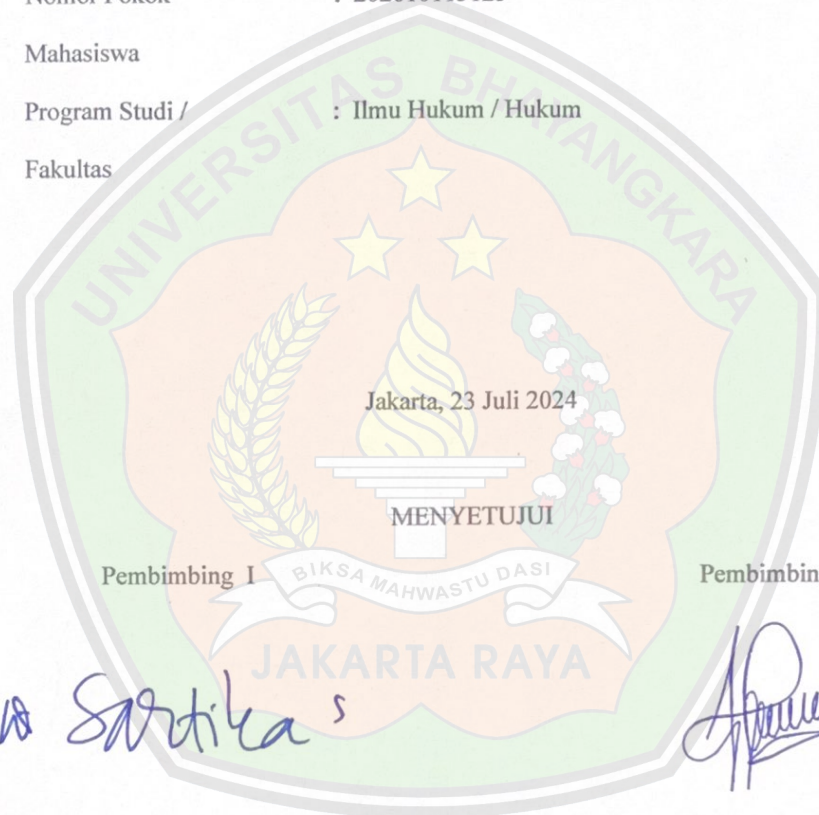 Mahasiswa
Program Studi / : Ilmu Hukum / Hukum
Fakultas
UNIVERSITAS BHAYANGKARA
Jakarta, 23 Juli 2024
MENYETUJUI
Pembimbing I
BIKSA MAHWASTU DASI
JAKARTA RAYA
Sartika S